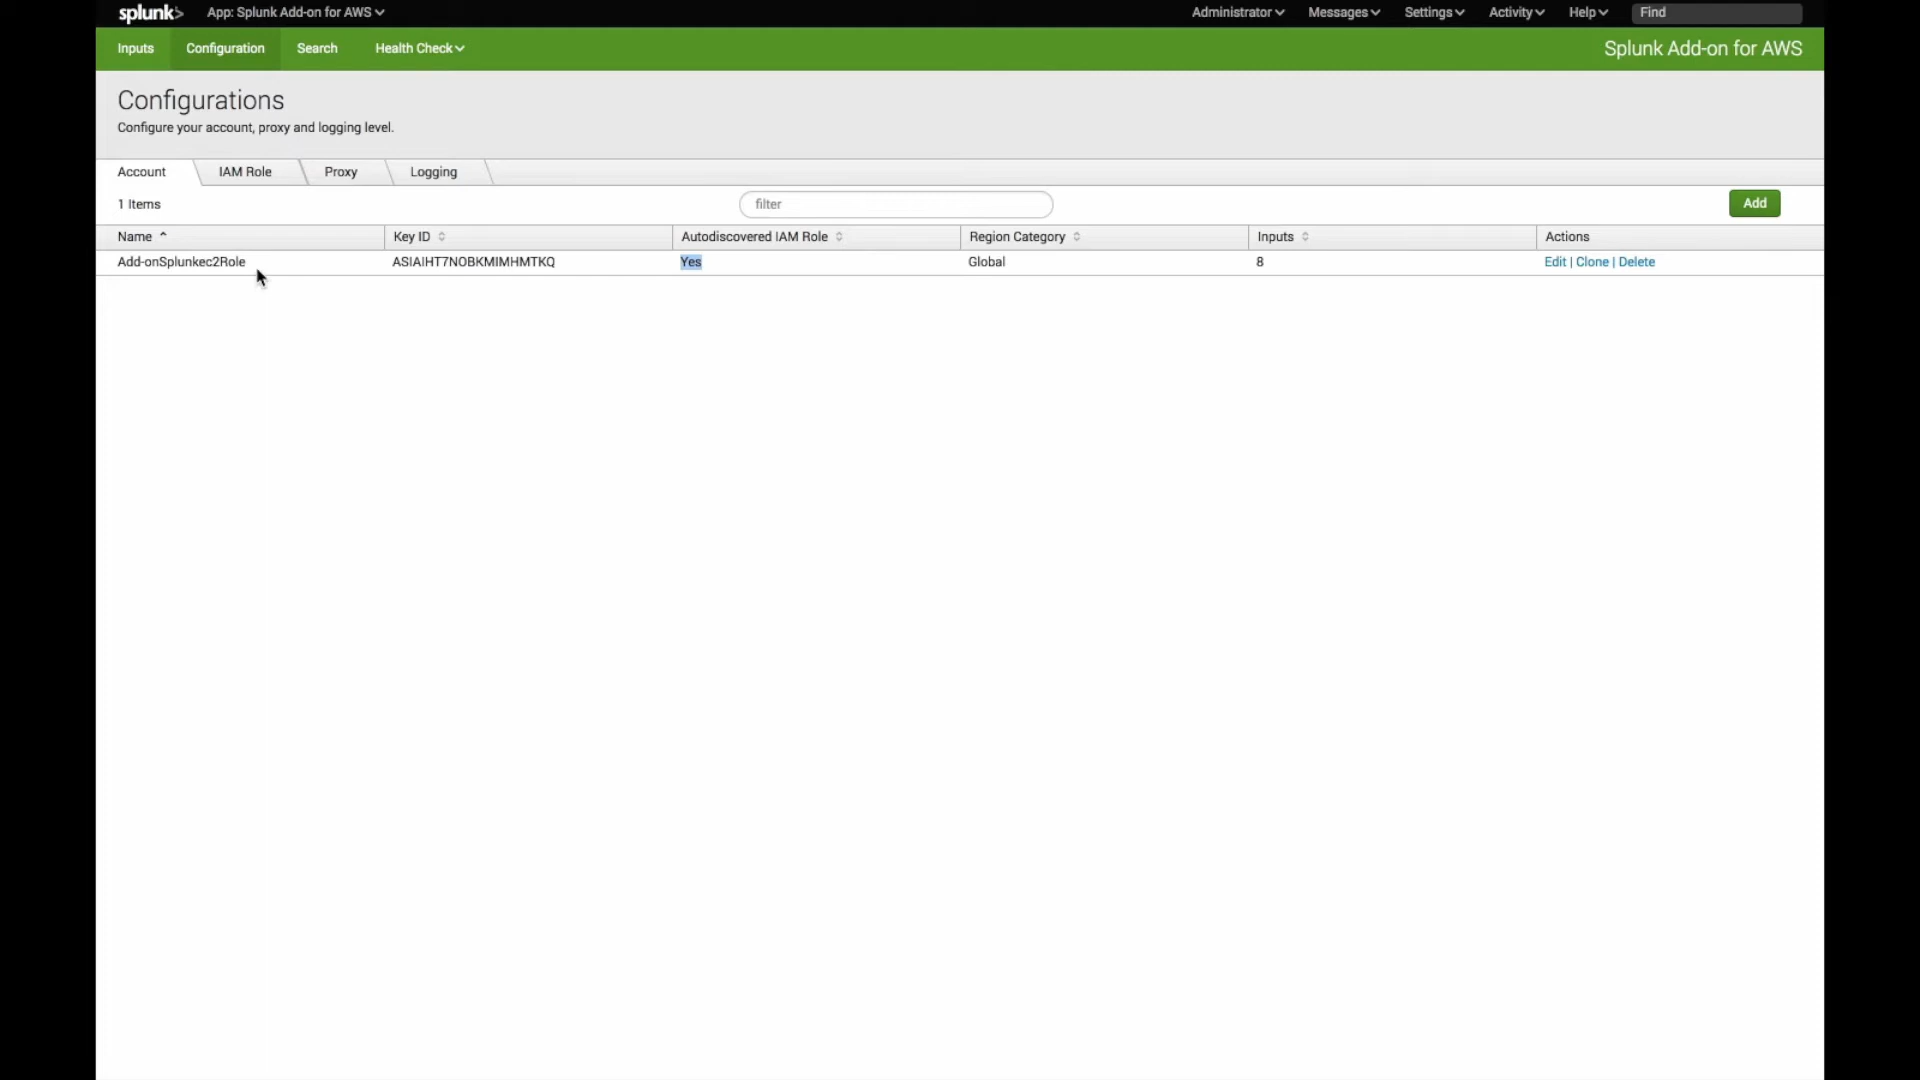 splunk> App: Splunk Add-on for AWS Administrator Messages Settings Activity Help Find
Inputs Configuration Search Health Check Splunk Add-on for AWS
Configurations
Configure your account, proxy and logging level.
Account IAM Role Proxy Logging
1 Items filter Add
Name Key ID Autodiscovered IAM Role Region Category Inputs Actions
Add-onSplunkec2Role ASIAIHT7NOBKMIMHMTKQ Yes Global 8 Edit | Clone | Delete